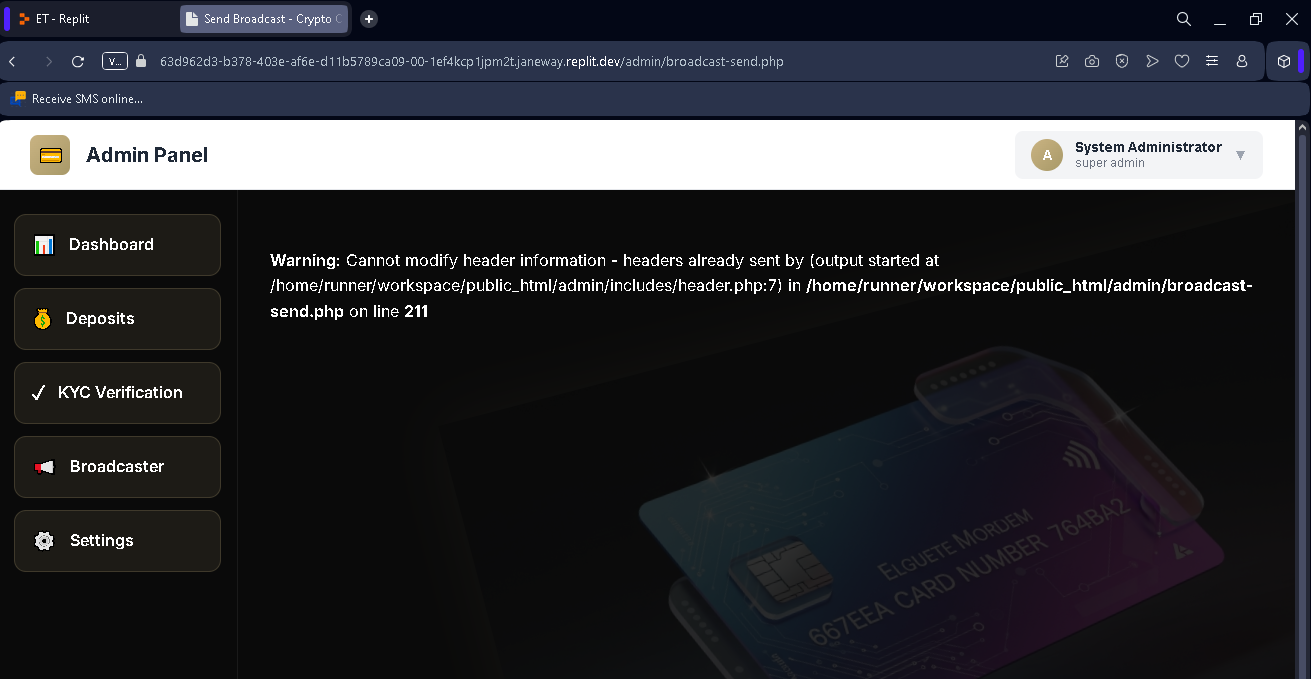 ET - Replit
Send Broadcast - Crypto C
V...
63d962d3-b378-403e-af6e-d11b5789ca09-00-1ef4kcp1jpm2t.janeway.replit.dev/admin/broadcast-send.php
Receive SMS online...
Admin Panel
A
System Administrator
super admin
Dashboard
Deposits
KYC Verification
Broadcaster
Settings
Warning: Cannot modify header information - headers already sent by (output started at
/home/runner/workspace/public_html/admin/includes/header.php:7) in /home/runner/workspace/public_html/admin/broadcast-
send.php on line 211
ELGUETE MORDEM
667EEA CARD NUMBER 764BA2